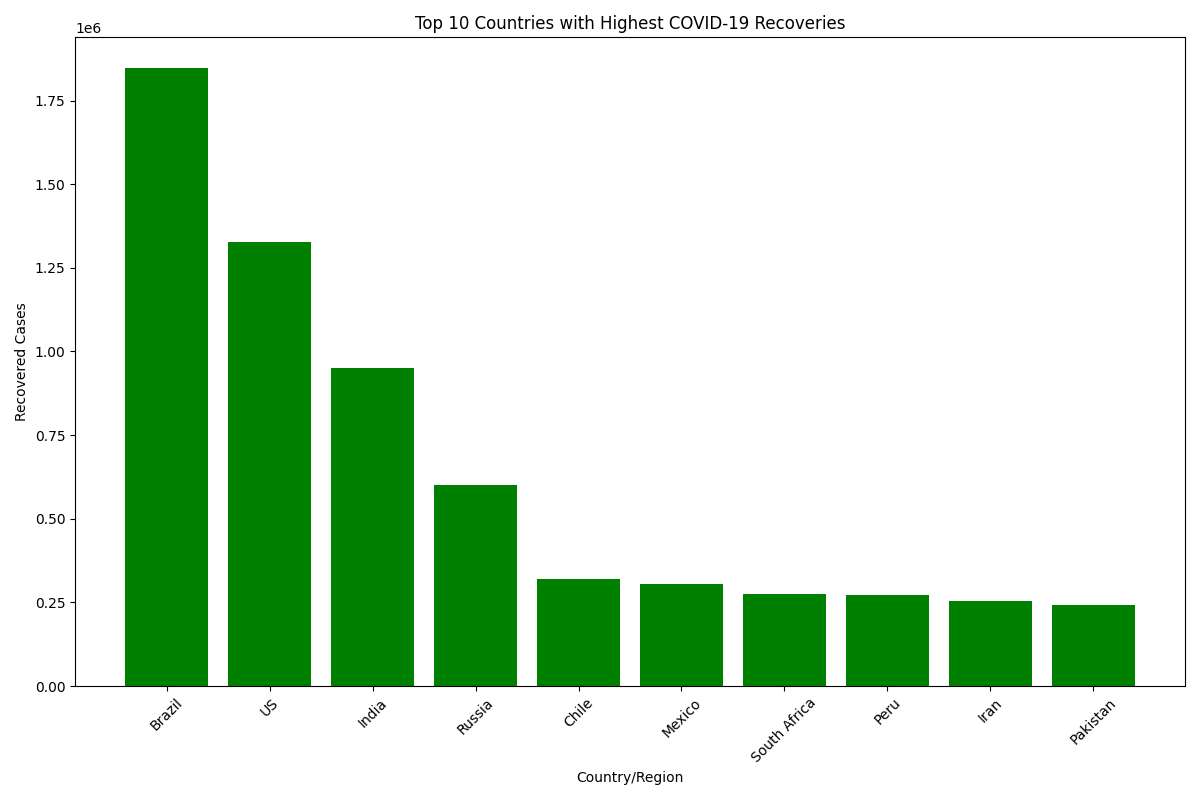 Top 10 Countries with Highest COVID-19 Recoveries
1e6
1.75
1.50
1.25
1.00
0.75
0.50
0.25
0.00
Recovered Cases
Brazil
US
India
Russia
Chile
Mexico
South Africa
Peru
Iran
Pakistan
Country/Region